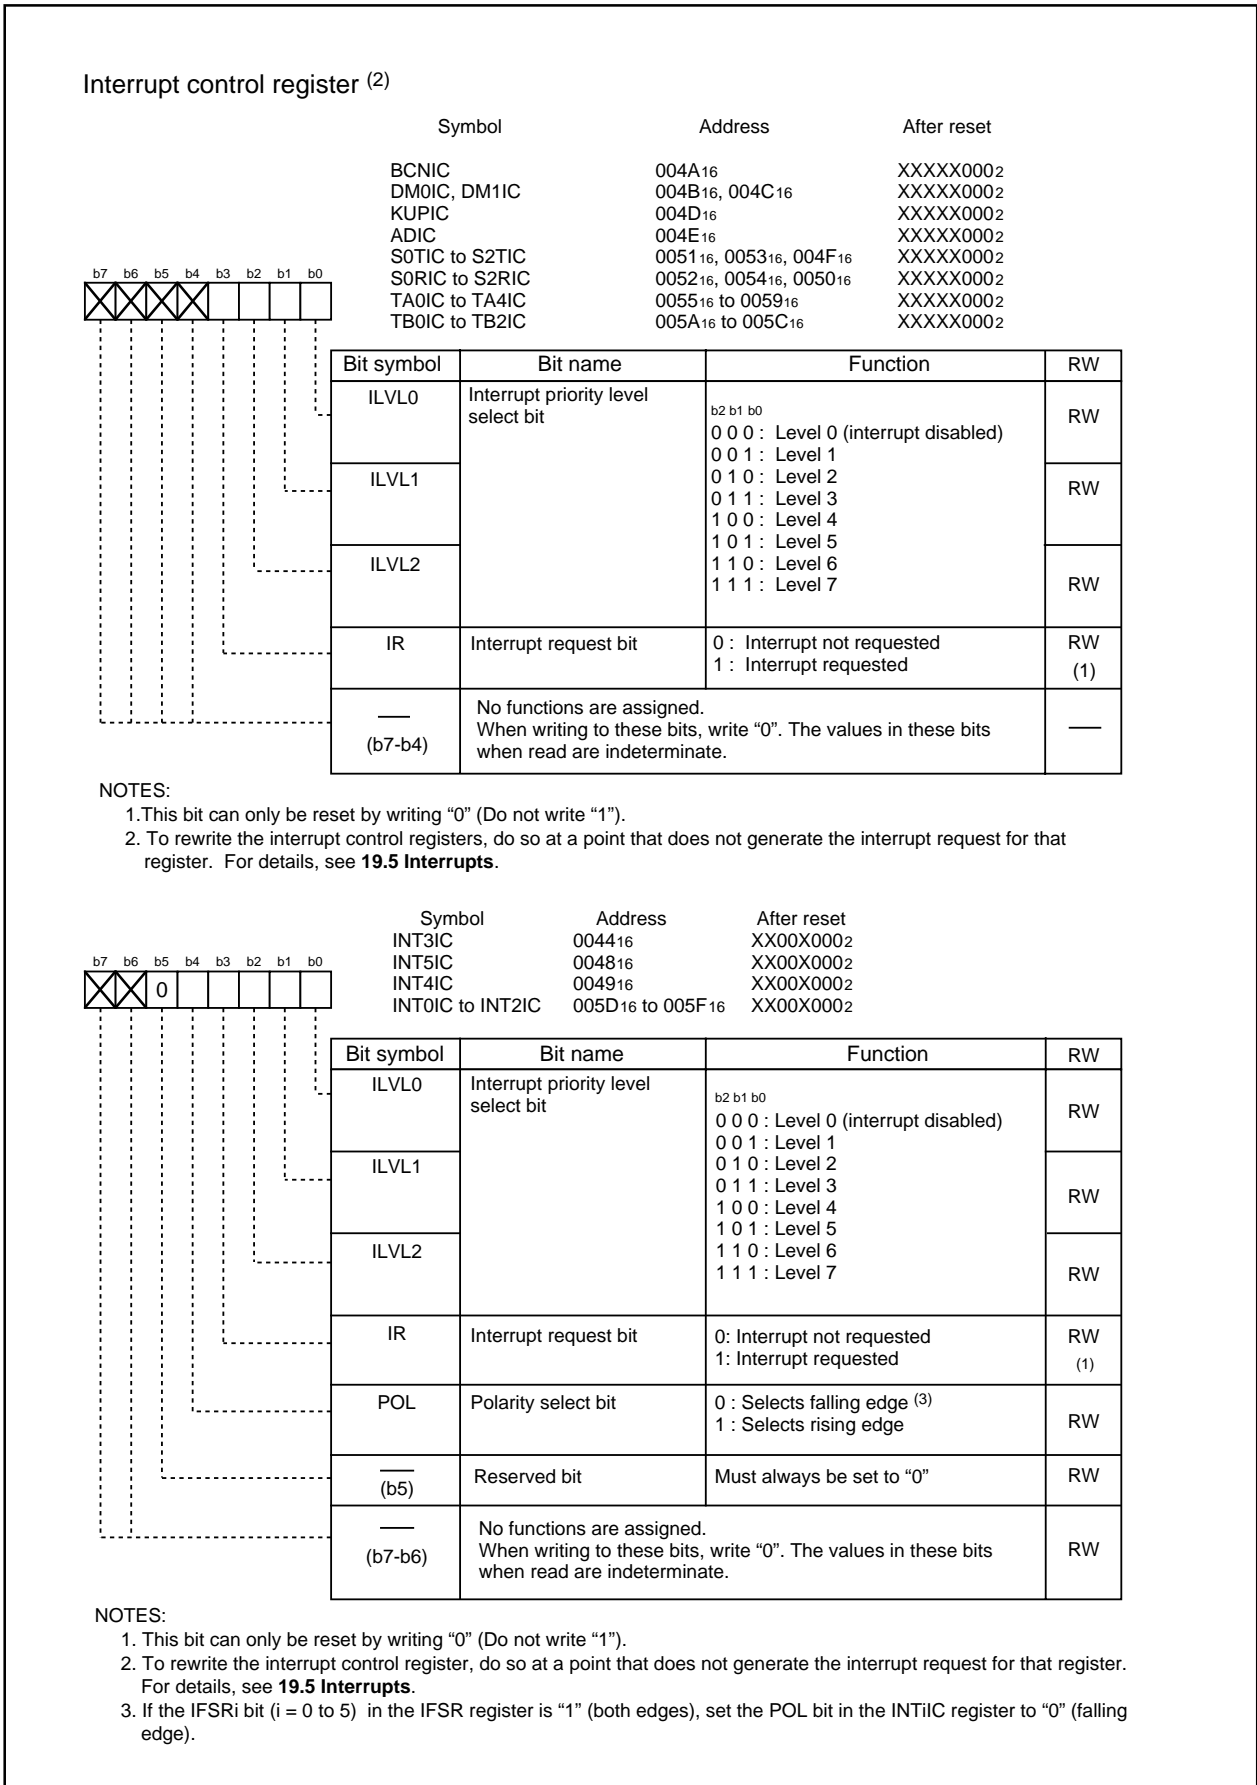 Interrupt control register (2)
Symbol Address After reset
BCNIC 004A16 XXXXX0002
DM0IC, DM1IC 004B16, 004C16 XXXXX0002
KUPIC 004D16 XXXXX0002
ADIC 004E16 XXXXX0002
S0TIC to S2TIC 005116, 005316, 004F16 XXXXX0002
S0RIC to S2RIC 005216, 005416, 005016 XXXXX0002
TA0IC to TA4IC 005516 to 005916 XXXXX0002
TB0IC to TB2IC 005A16 to 005C16 XXXXX0002
b7 b6 b5 b4 b3 b2 b1 b0
Bit symbol Bit name Function RW
ILVL0 Interrupt priority level
select bit
b2 b1 b0
RW
0 0 0 : Level 0 (interrupt disabled)
0 0 1 : Level 1
ILVL1 0 1 0 : Level 2
RW
0 1 1 : Level 3
1 0 0 : Level 4
1 0 1 : Level 5
ILVL2 1 1 0 : Level 6
1 1 1 : Level 7 RW
IR Interrupt request bit 0 : Interrupt not requested RW
1 : Interrupt requested (1)
(b7-b4)
No functions are assigned.
When writing to these bits, write “0”. The values in these bits
when read are indeterminate.
NOTES:
1.This bit can only be reset by writing “0” (Do not write “1”).
2. To rewrite the interrupt control registers, do so at a point that does not generate the interrupt request for that
register. For details, see 19.5 Interrupts.
Symbol Address After reset
INT3IC 004416 XX00X0002
INT5IC 004816 XX00X0002
INT4IC 004916 XX00X0002
INT0IC to INT2IC 005D16 to 005F16 XX00X0002
b7 b6 b5 b4 b3 b2 b1 b0
0
Bit symbol Bit name Function RW
ILVL0 Interrupt priority level
select bit
b2 b1 b0
RW
0 0 0 : Level 0 (interrupt disabled)
0 0 1 : Level 1
ILVL1 0 1 0 : Level 2
0 1 1 : Level 3 RW
1 0 0 : Level 4
1 0 1 : Level 5
ILVL2 1 1 0 : Level 6
1 1 1 : Level 7 RW
IR Interrupt request bit 0: Interrupt not requested RW
1: Interrupt requested (1)
POL Polarity select bit 0 : Selects falling edge (3)
1 : Selects rising edge RW
(b5) Reserved bit Must always be set to “0” RW
(b7-b6)
No functions are assigned.
When writing to these bits, write “0”. The values in these bits RW
when read are indeterminate.
NOTES:
1. This bit can only be reset by writing “0” (Do not write “1”).
2. To rewrite the interrupt control register, do so at a point that does not generate the interrupt request for that register.
For details, see 19.5 Interrupts.
3. If the IFSRi bit (i = 0 to 5) in the IFSR register is “1” (both edges), set the POL bit in the INTiIC register to “0” (falling
edge).